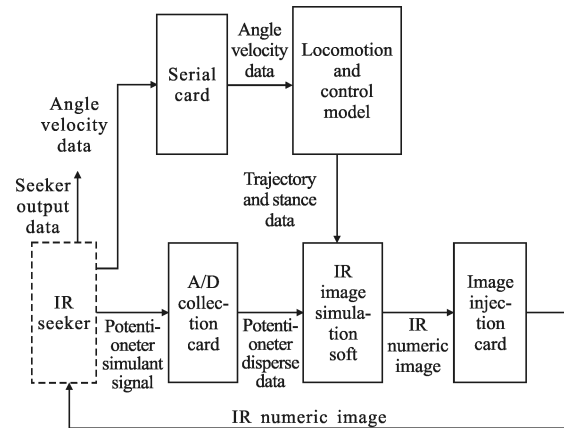 Serial
card
Angle
velocity
data
Locomotion
and
control
model
Angle
velocity
data
Seeker
output
data
Trajectory
and stance
data
IR
seeker
Potenti-
oneter
simulant
signal
A/D
collec-
tion
card
Potenti-
oneter
disperse
data
IR
image
simula-
tion
soft
IR
numeric
image
Image
injec-
tion
card
IR numeric image